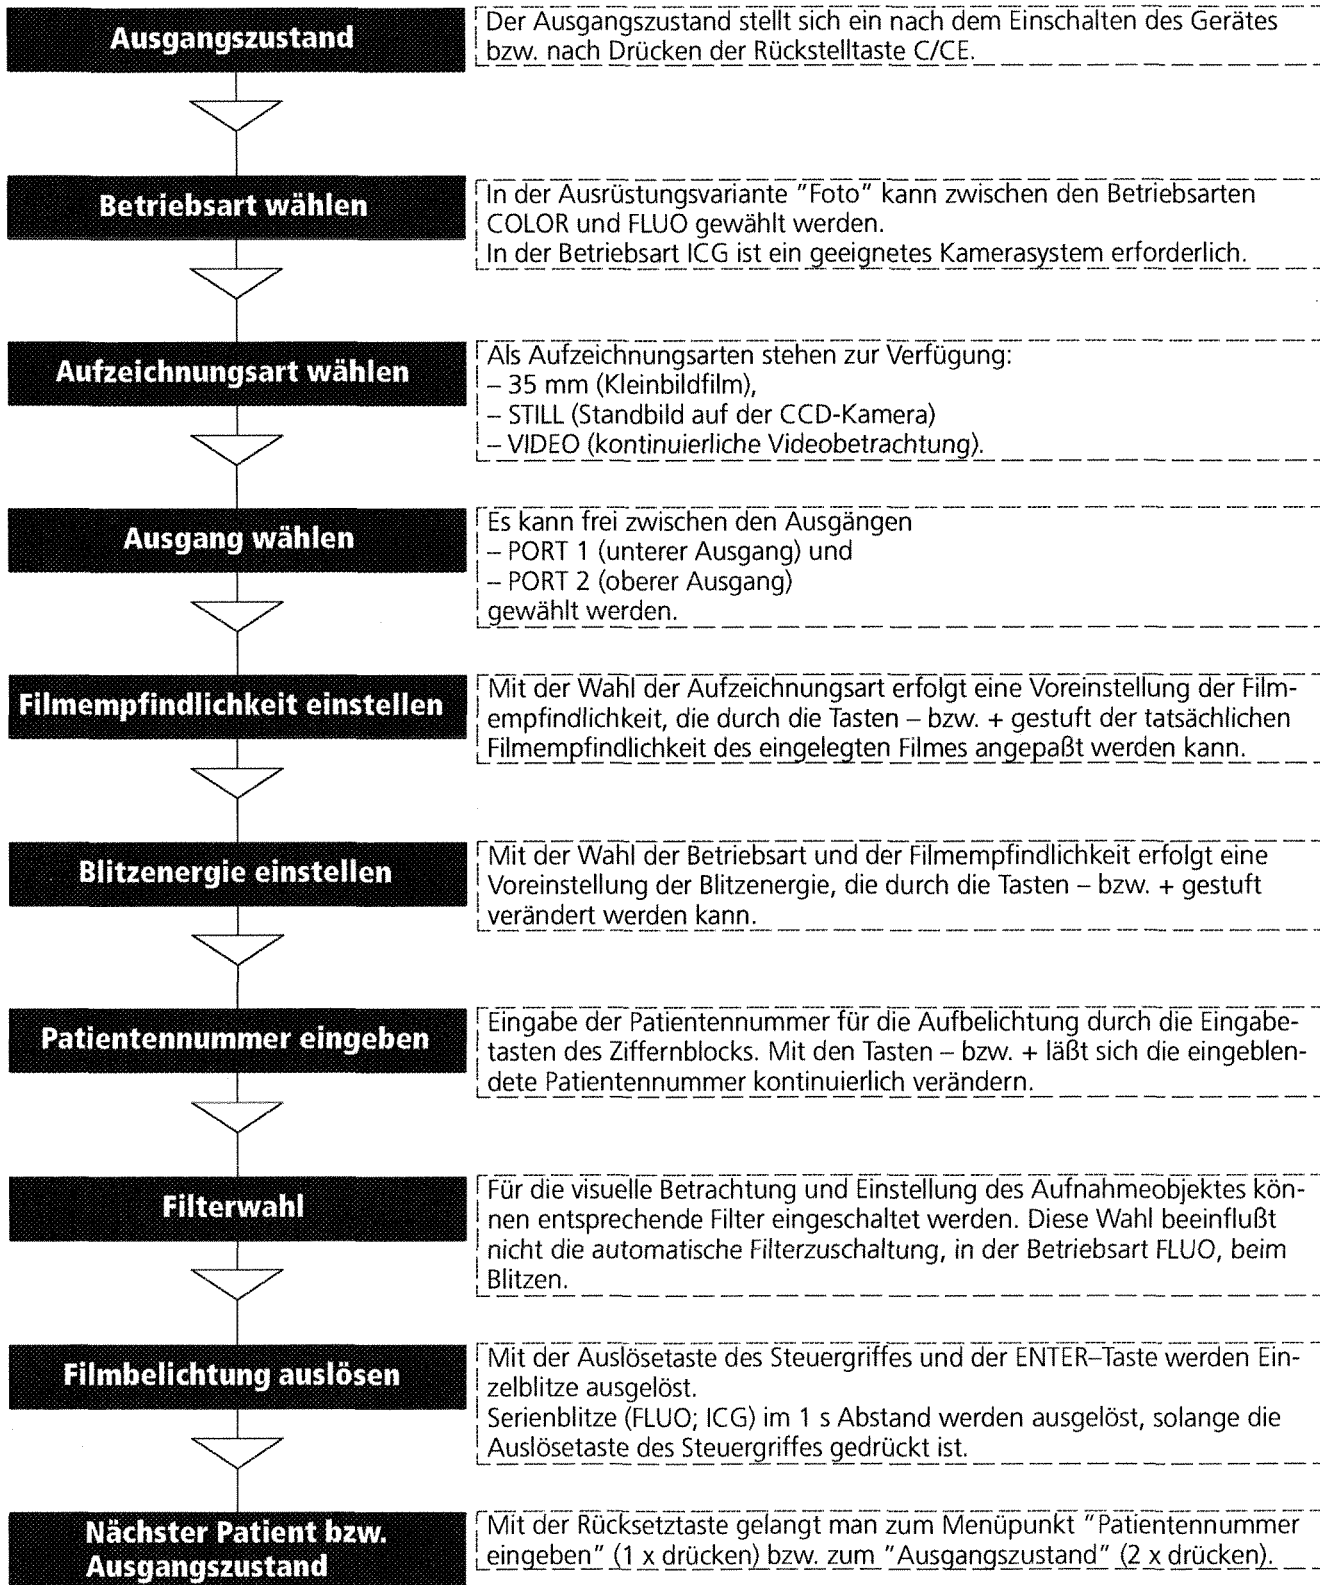 Ausgangszustand
Der Ausgangszustand stellt sich ein nach dem Einschalten des Gerätes
bzw. nach Drücken der Rückstelltaste C/CE.
Betriebsart wählen
In der Ausrüstungsvariante "Foto" kann zwischen den Betriebsarten
COLOR und FLUO gewählt werden.
In der Betriebsart ICG ist ein geeignetes Kamerasystem erforderlich.
Aufzeichnungsart wählen
Als Aufzeichnungsarten stehen zur Verfügung:
– 35 mm (Kleinbildfilm),
– STILL (Standbild auf der CCD-Kamera)
– VIDEO (kontinuierliche Videobetrachtung).
Ausgang wählen
Es kann frei zwischen den Ausgängen
– PORT 1 (unterer Ausgang) und
– PORT 2 (oberer Ausgang)
gewählt werden.
Filmempfindlichkeit einstellen
Mit der Wahl der Aufzeichnungsart erfolgt eine Voreinstellung der Film-
empfindlichkeit, die durch die Tasten – bzw. + gestuft der tatsächlichen
Filmempfindlichkeit des eingelegten Filmes angepaßt werden kann.
Blitzenergie einstellen
Mit der Wahl der Betriebsart und der Filmempfindlichkeit erfolgt eine
Voreinstellung der Blitzenergie, die durch die Tasten – bzw. + gestuft
verändert werden kann.
Patientennummer eingeben
Eingabe der Patientennummer für die Aufbelichtung durch die Eingabe-
tasten des Ziffernblocks. Mit den Tasten – bzw. + läßt sich die eingeblen-
dete Patientennummer kontinuierlich verändern.
Filterwahl
Für die visuelle Betrachtung und Einstellung des Aufnahmeobjektes kön-
nen entsprechende Filter eingeschaltet werden. Diese Wahl beeinflußt
nicht die automatische Filterzuschaltung, in der Betriebsart FLUO, beim
Blitzen.
Filmbelichtung auslösen
Mit der Auslösetaste des Steuergriffes und der ENTER–Taste werden Ein-
zelblitze ausgelöst.
Serienblitze (FLUO; ICG) im 1 s Abstand werden ausgelöst, solange die
Auslösetaste des Steuergriffes gedrückt ist.
Nächster Patient bzw.
Ausgangszustand
Mit der Rücksetztaste gelangt man zum Menüpunkt "Patientennummer
eingeben" (1 x drücken) bzw. zum "Ausgangszustand" (2 x drücken).